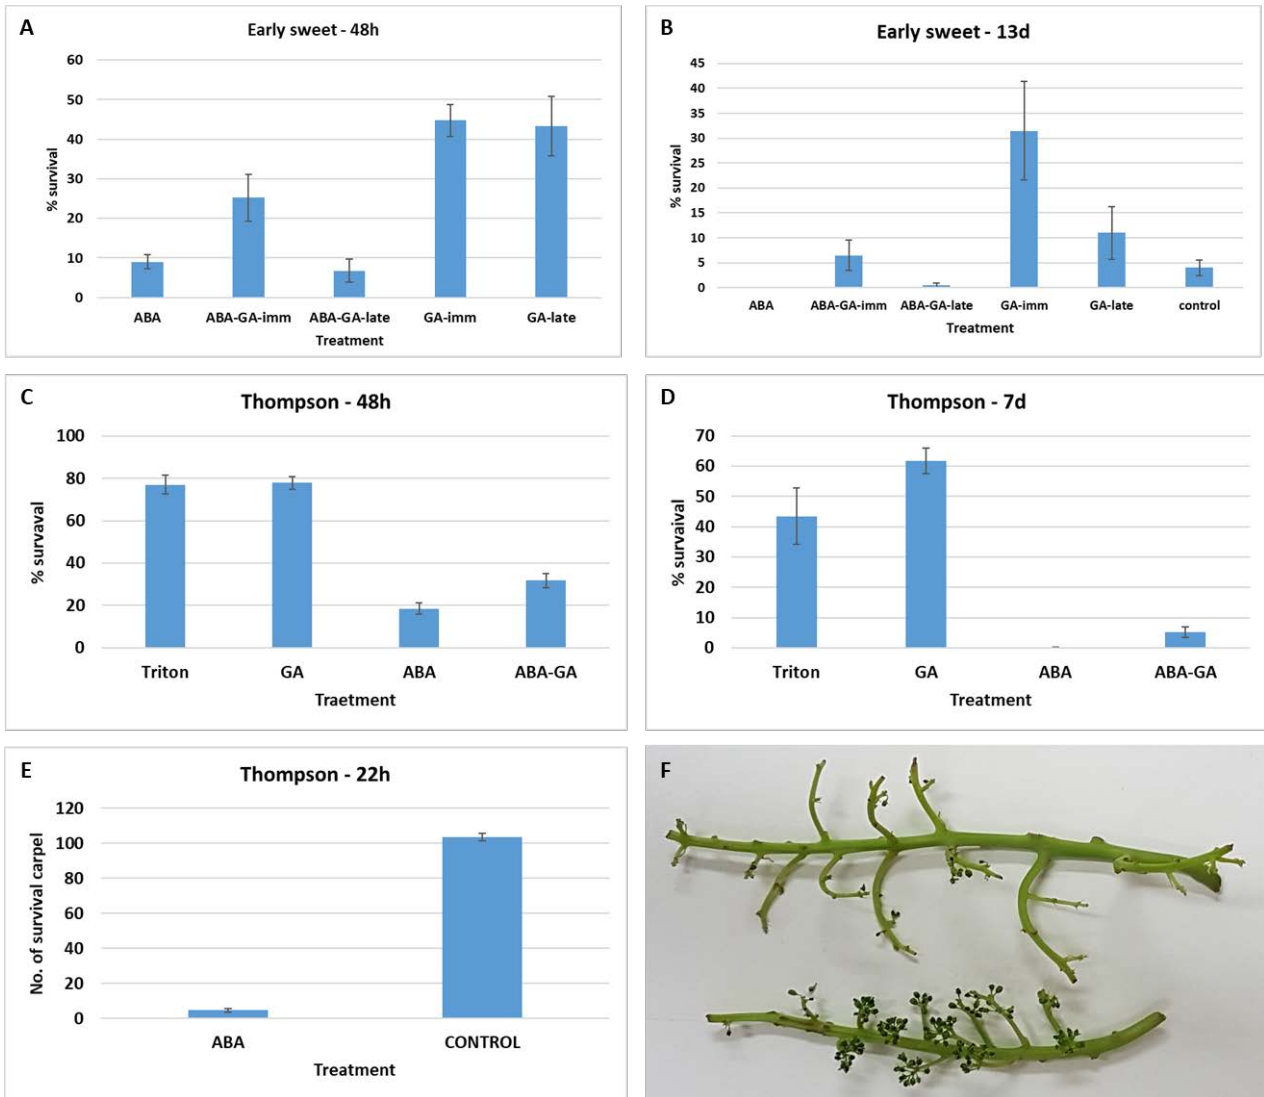 A
Early sweet - 48h
60
50
40
30
20
10
0
% survival
ABA ABA-GA-imm ABA-GA-late GA-imm GA-late
Treatment
B
Early sweet - 13d
45
40
35
30
25
20
15
10
5
0
% survival
ABA ABA-GA-imm ABA-GA-late GA-imm GA-late control
Treatment
C
Thompson - 48h
100
80
60
40
20
0
% survaval
Triton GA ABA ABA-GA
Traetment
D
Thompson - 7d
70
60
50
40
30
20
10
0
% survaival
Triton GA ABA ABA-GA
Treatment
E
Thompson - 22h
120
100
80
60
40
20
0
No. of survival carpel
ABA CONTROL
Treatment
F